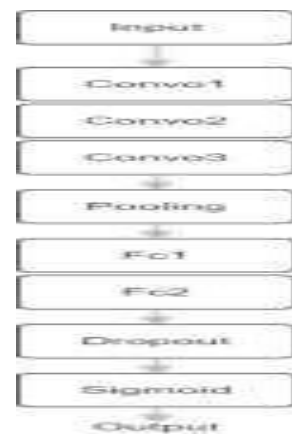 Input
Convo1
Convo2
Convo3
Pooling
Fc1
Fc2
Dropout
Sigmoid
Output